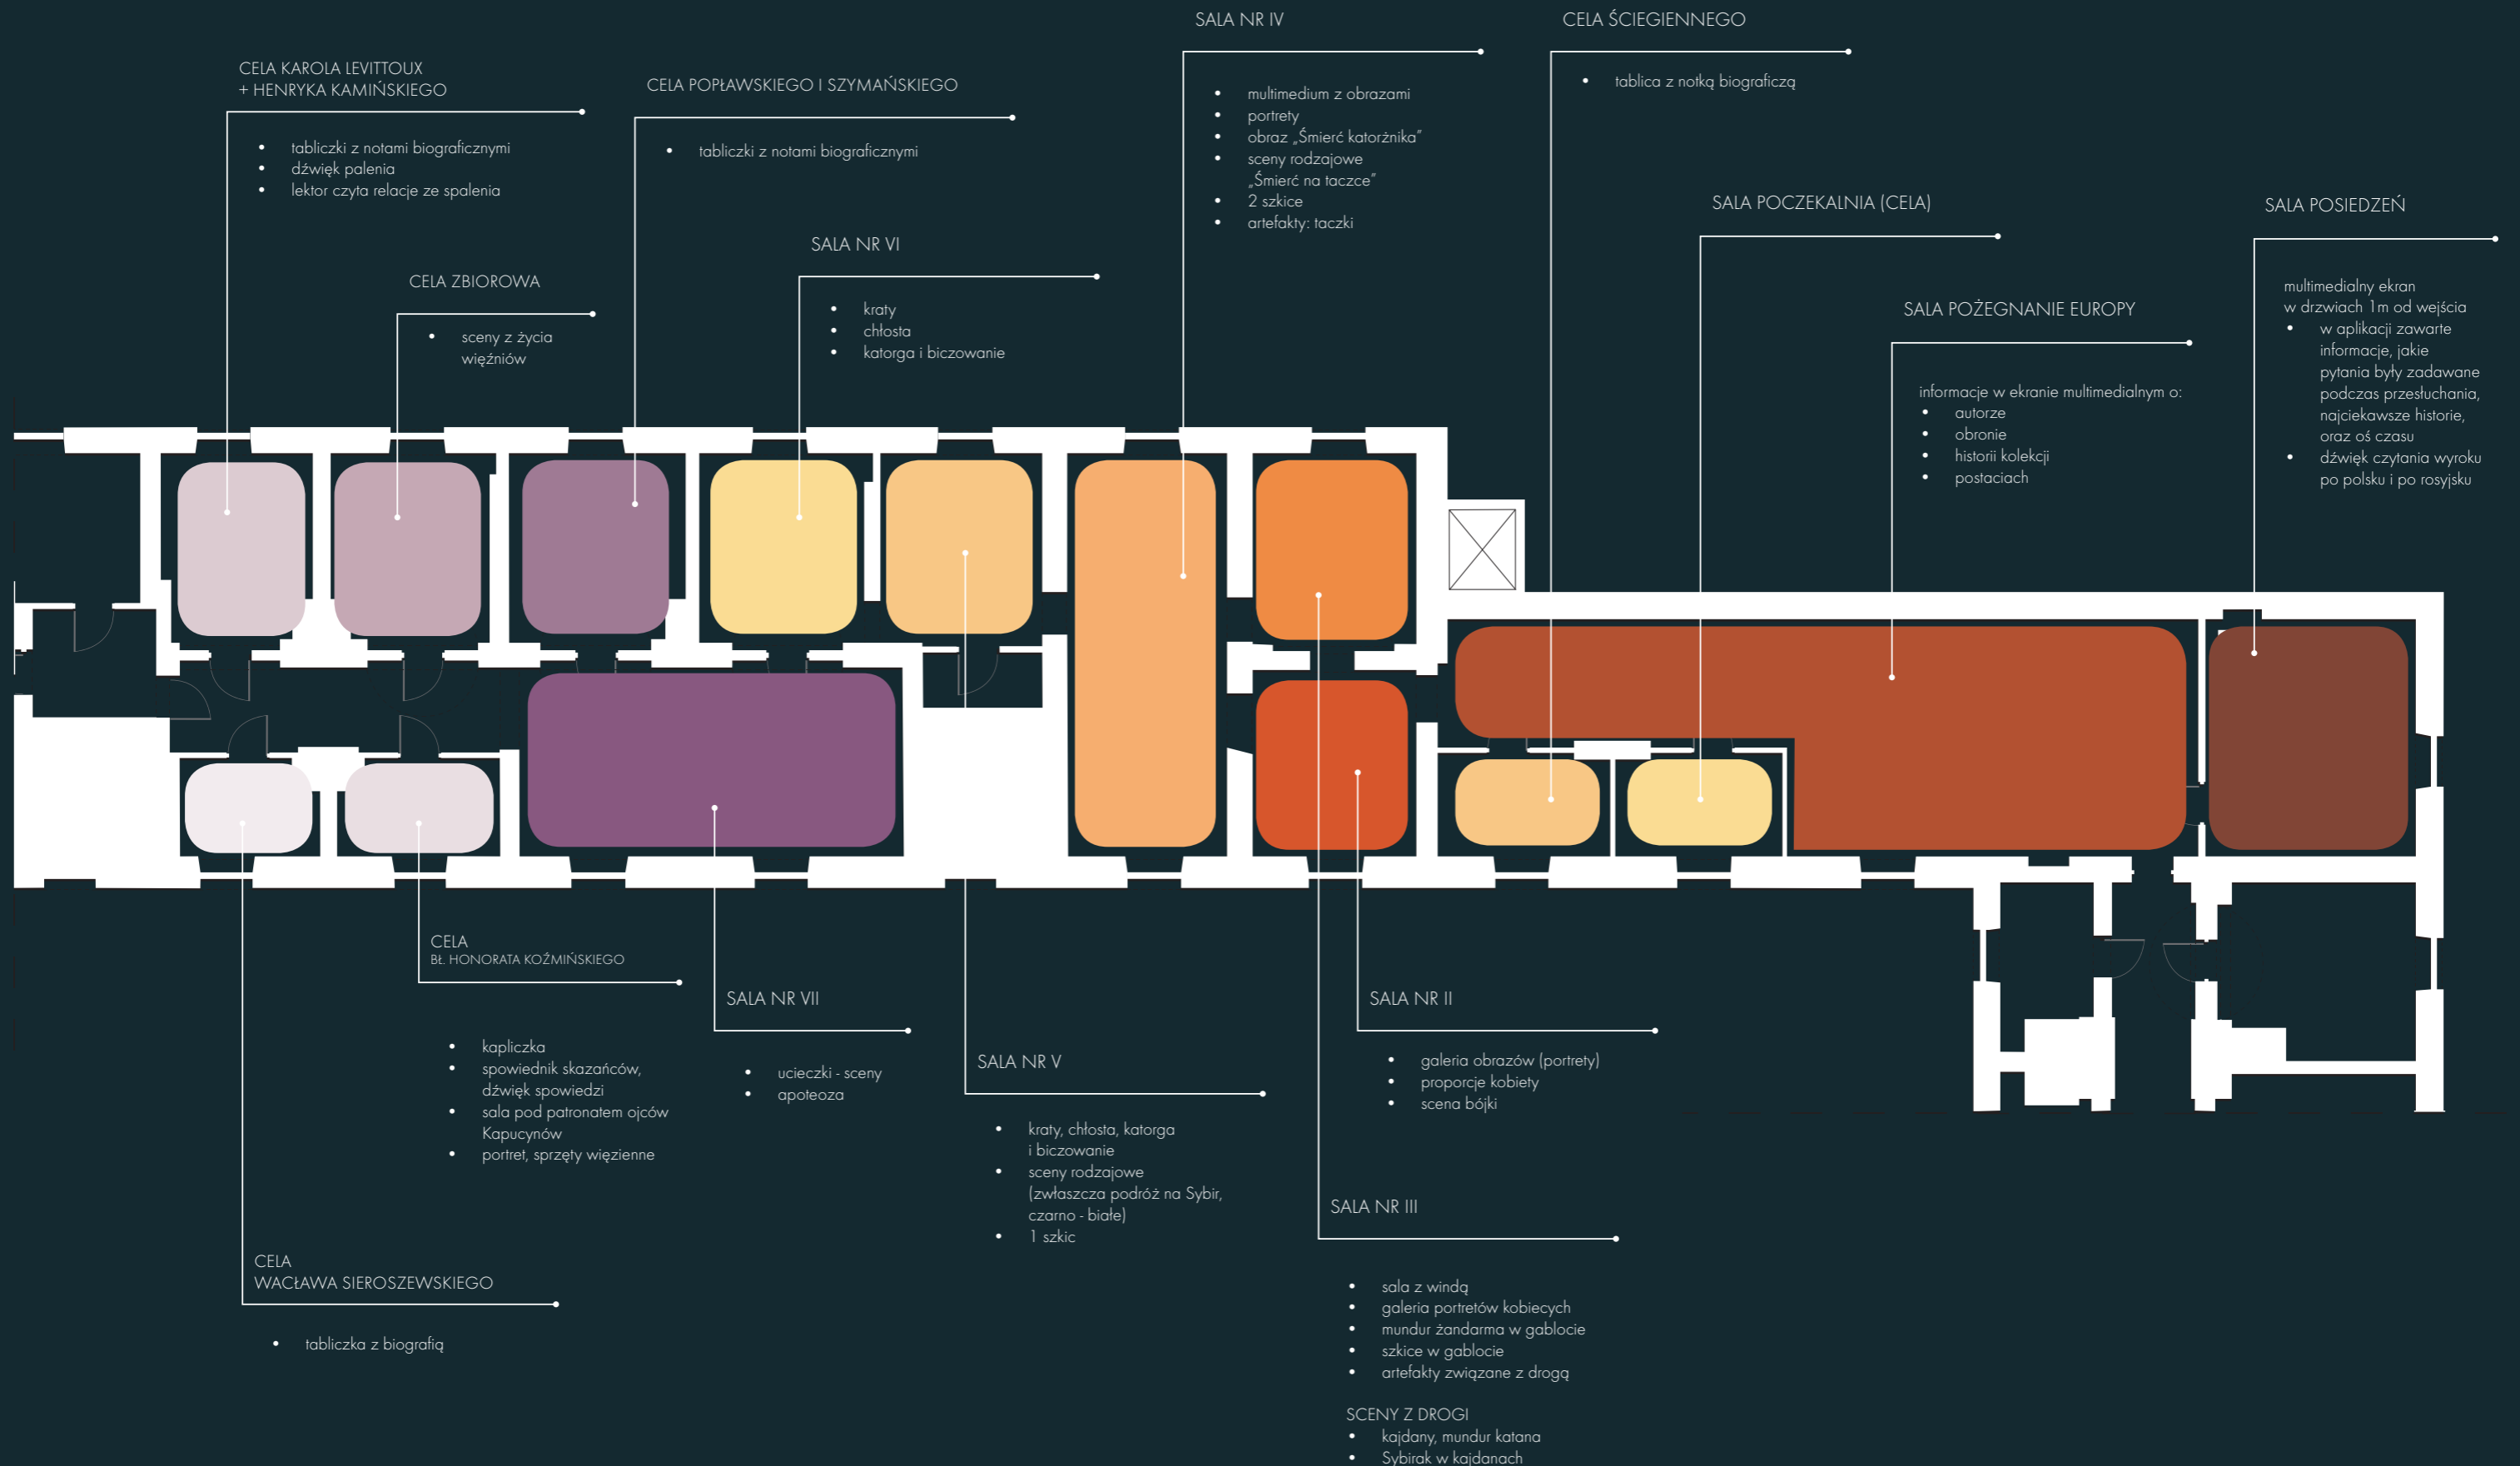 SALA NR IV
• multimedium z obrazami
• portrety
• obraz „Śmierć katorżnika”
• sceny rodzajowe
„Śmierć na taczce”
• 2 szkice
• artefakty: taczki
CELA ŚCIEGIENNEGO
• tablica z notką biograficzą
CELA KAROLA LEVITTOUX
+ HENRYKA KAMIŃSKIEGO
• tabliczki z notami biograficznymi
• dźwięk palenia
• lektor czyta relacje ze spalenia
CELA POPŁAWSKIEGO I SZYMAŃSKIEGO
• tabliczki z notami biograficznymi
SALA POCZEKALNIA (CELA)
SALA POSIEDZEŃ
multimedialny ekran
w drzwiach 1m od wejścia
• w aplikacji zawarte
informacje, jakie
pytania były zadawane
podczas przesłuchania,
najciekawsze historie,
oraz oś czasu
• dźwięk czytania wyroku
po polsku i po rosyjsku
SALA NR VI
• kraty
• chłosta
• katorga i biczowanie
CELA ZBIOROWA
• sceny z życia
więźniów
SALA POŻEGNANIE EUROPY
informacje w ekranie multimedialnym o:
• autorze
• obronie
• historii kolekcji
• postaciach
CELA
BŁ. HONORATA KOŹMIŃSKIEGO
• kapliczka
• spowiednik skazańców,
dźwięk spowiedzi
• sala pod patronatem ojców
Kapucynów
• portret, sprzęty więzienne
SALA NR VII
• ucieczki - sceny
• apoteoza
SALA NR V
• kraty, chłosta, katorga
i biczowanie
• sceny rodzajowe
(zwłaszcza podróż na Sybir,
czarno - białe)
• 1 szkic
SALA NR II
• galeria obrazów (portrety)
• proporcje kobiety
• scena bójki
SALA NR III
• sala z windą
• galeria portretów kobiecych
• mundur żandarma w gablocie
• szkice w gablocie
• artefakty związane z drogą
SCENY Z DROGI
• kajdany, mundur katana
• Sybirak w kajdanach
CELA
WACŁAWA SIEROSZEWSKIEGO
• tabliczka z biografią